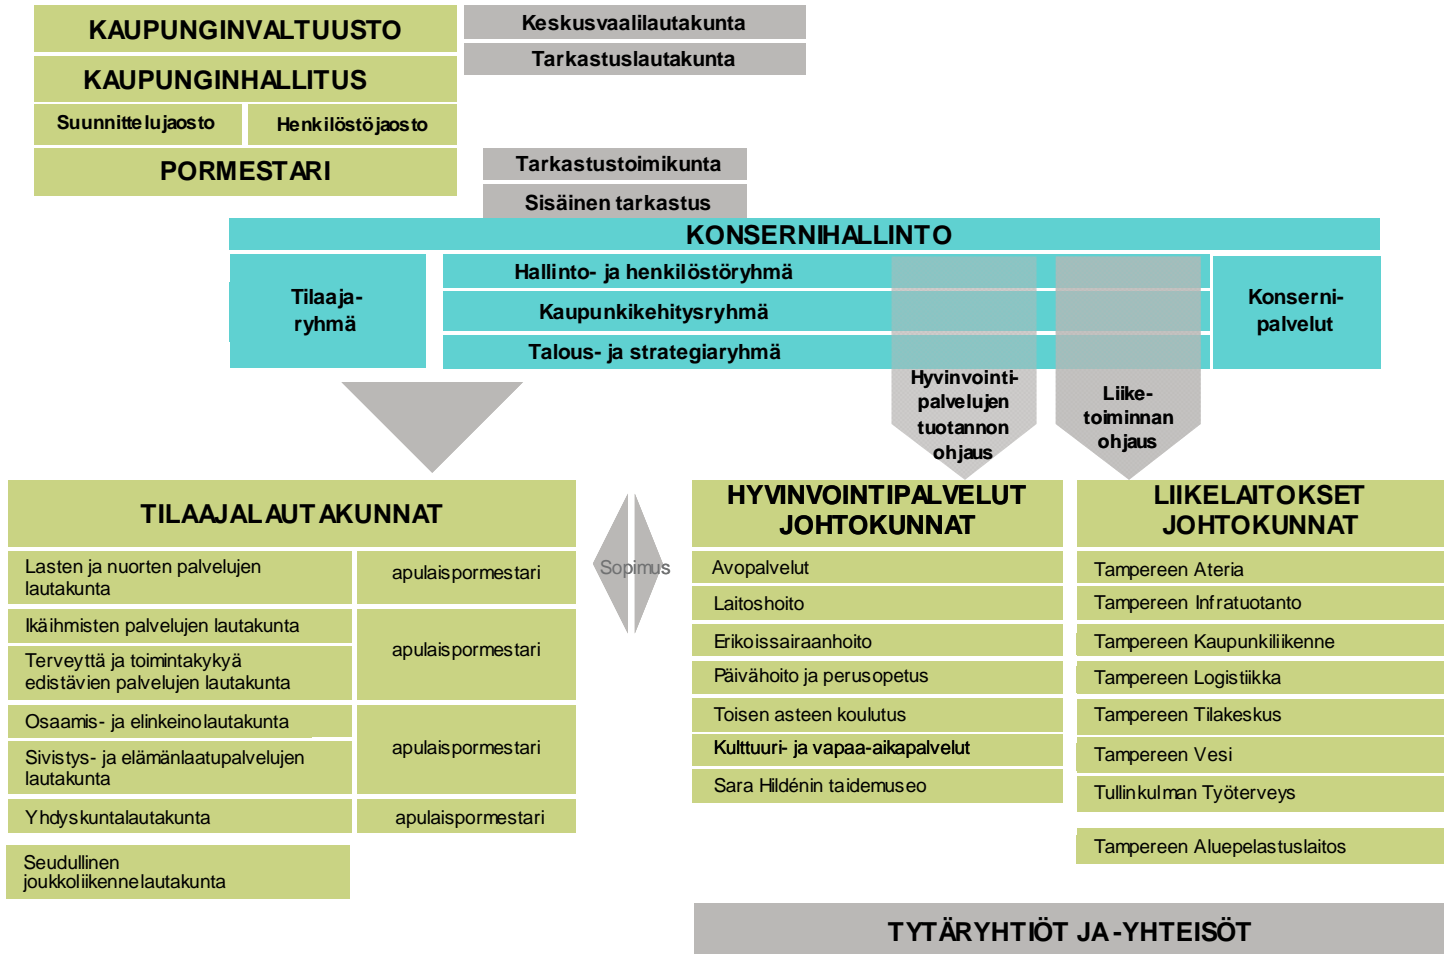 KAUPUNGINVALTUUSTO
Keskusvaalilautakunta
Tarkastuslautakunta
KAUPUNGINHALLITUS
Suunnittelujaosto
Henkilöstöjaosto
PORMESTARI
Tarkastustoimikunta
Sisäinen tarkastus
KONSERNIHALLINTO
Tilaaja-
ryhmä
Hallinto- ja henkilöstöryhmä
Kaupunkikehitysryhmä
Talous- ja strategiaryhmä
Konserni-
palvelut
Hyvinvointi-
palvelujen
tuotannon
ohjaus
Liike-
toiminnan
ohjaus
TILAAJALAUTAKUNNAT
Lasten ja nuorten palvelujen
lautakunta
apulaispormestari
Ikäihmisten palvelujen lautakunta
Terveyttä ja toimintakykyä
edistävien palvelujen lautakunta
apulaispormestari
Osaamis- ja elinkeinolautakunta
Sivistys- ja elämänlaatupalvelujen
lautakunta
apulaispormestari
Yhdyskuntalautakunta
apulaispormestari
Seudullinen
joukkoliikennelautakunta
Sopimus
HYVINVOINTIPALVELUT
JOHTOKUNNAT
Avopalvelut
Laitoshoito
Erikoissairaanhoito
Päivähoito ja perusopetus
Toisen asteen koulutus
Kulttuuri- ja vapaa-aikapalvelut
Sara Hildénin taidemuseo
LIIKELAITOKSET
JOHTOKUNNAT
Tampereen Ateria
Tampereen Infratuotanto
Tampereen Kaupunkiliikenne
Tampereen Logistiikka
Tampereen Tilakeskus
Tampereen Vesi
Tullinkulman Työterveys
Tampereen Aluepelastuslaitos
TYTÄRYHTIÖT JA -YHTEISÖT